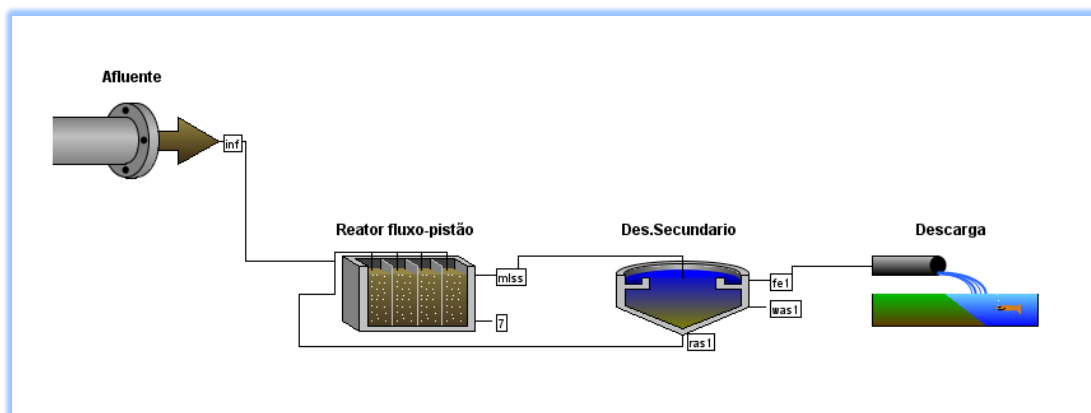 Afluente
inf
Reator fluxo-pistão
Des.Secundario
Descarga
mlss
fe1
was1
7
ras1